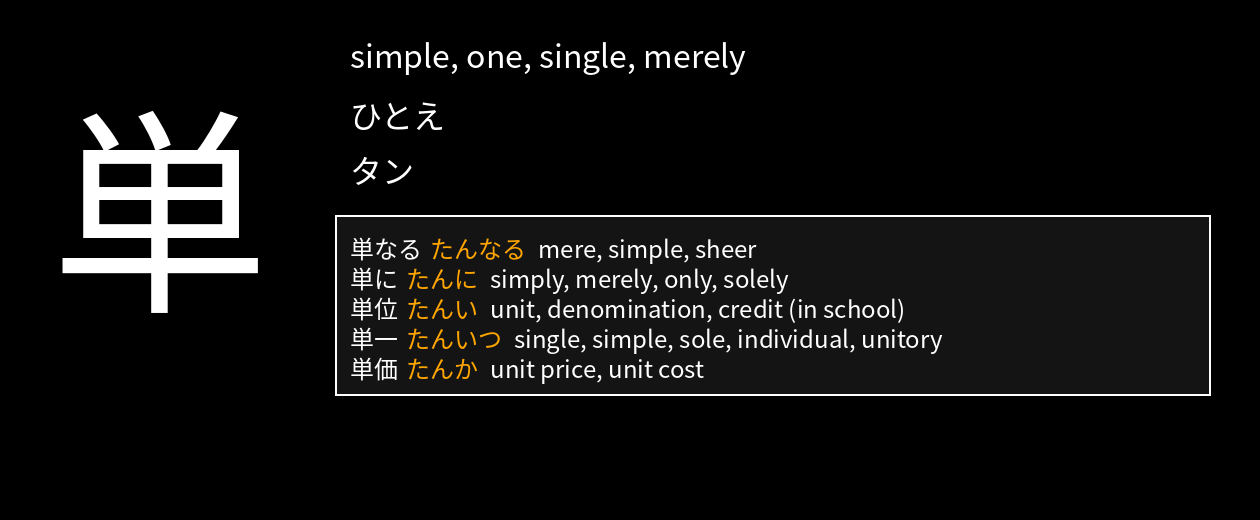 単
simple, one, single, merely
ひとえ
タン
単なる たんなる mere, simple, sheer
単に たんに simply, merely, only, solely
単位 たんい unit, denomination, credit (in school)
単一 たんいつ single, simple, sole, individual, unitory
単価 たんか unit price, unit cost